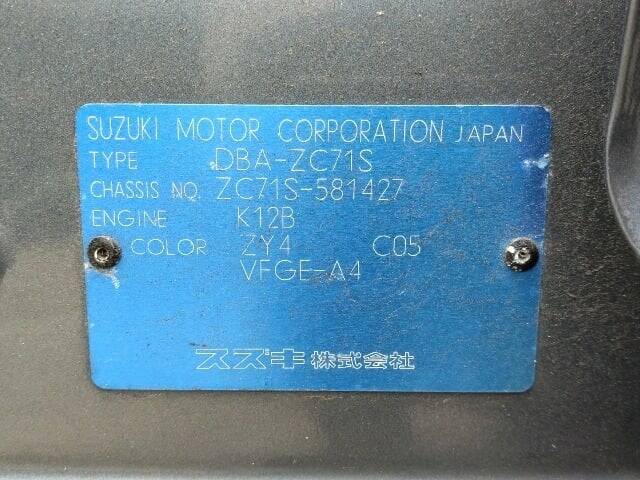 SUZUKI MOTOR CORPORATION JAPAN
TYPE DBA-ZC71S
CHASSIS NO. ZC71S-581427
ENGINE K12B
COLOR ZY4 C05
VFGE-A4
スズキ株式会社